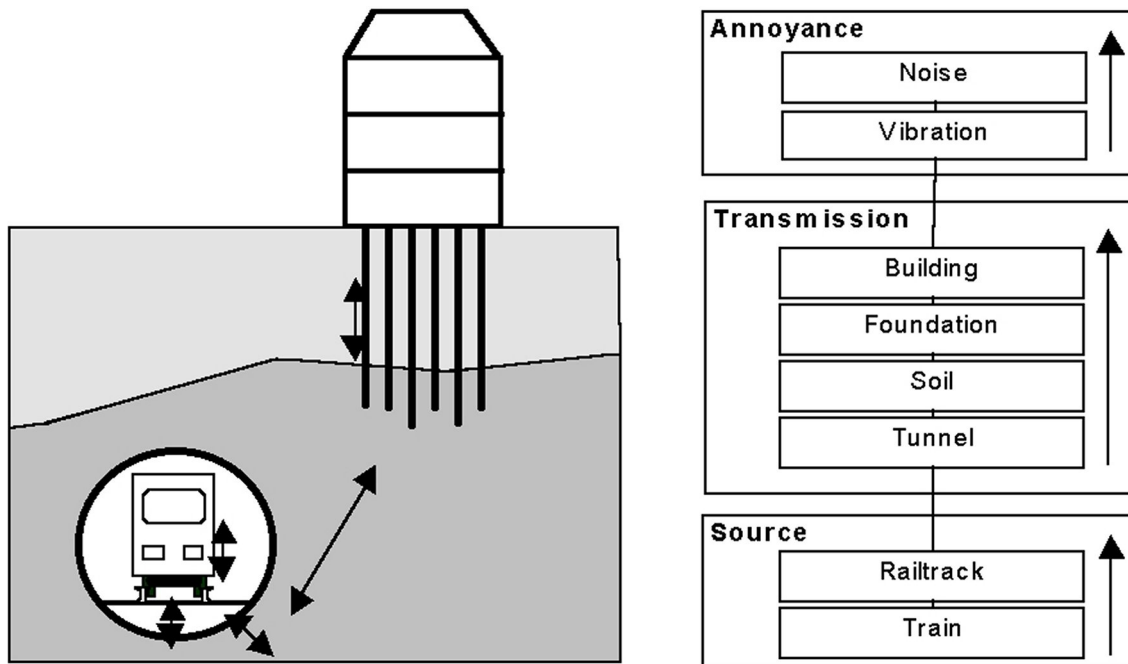 Annoyance
Noise
Vibration
Transmission
Building
Foundation
Soil
Tunnel
Source
Railtrack
Train